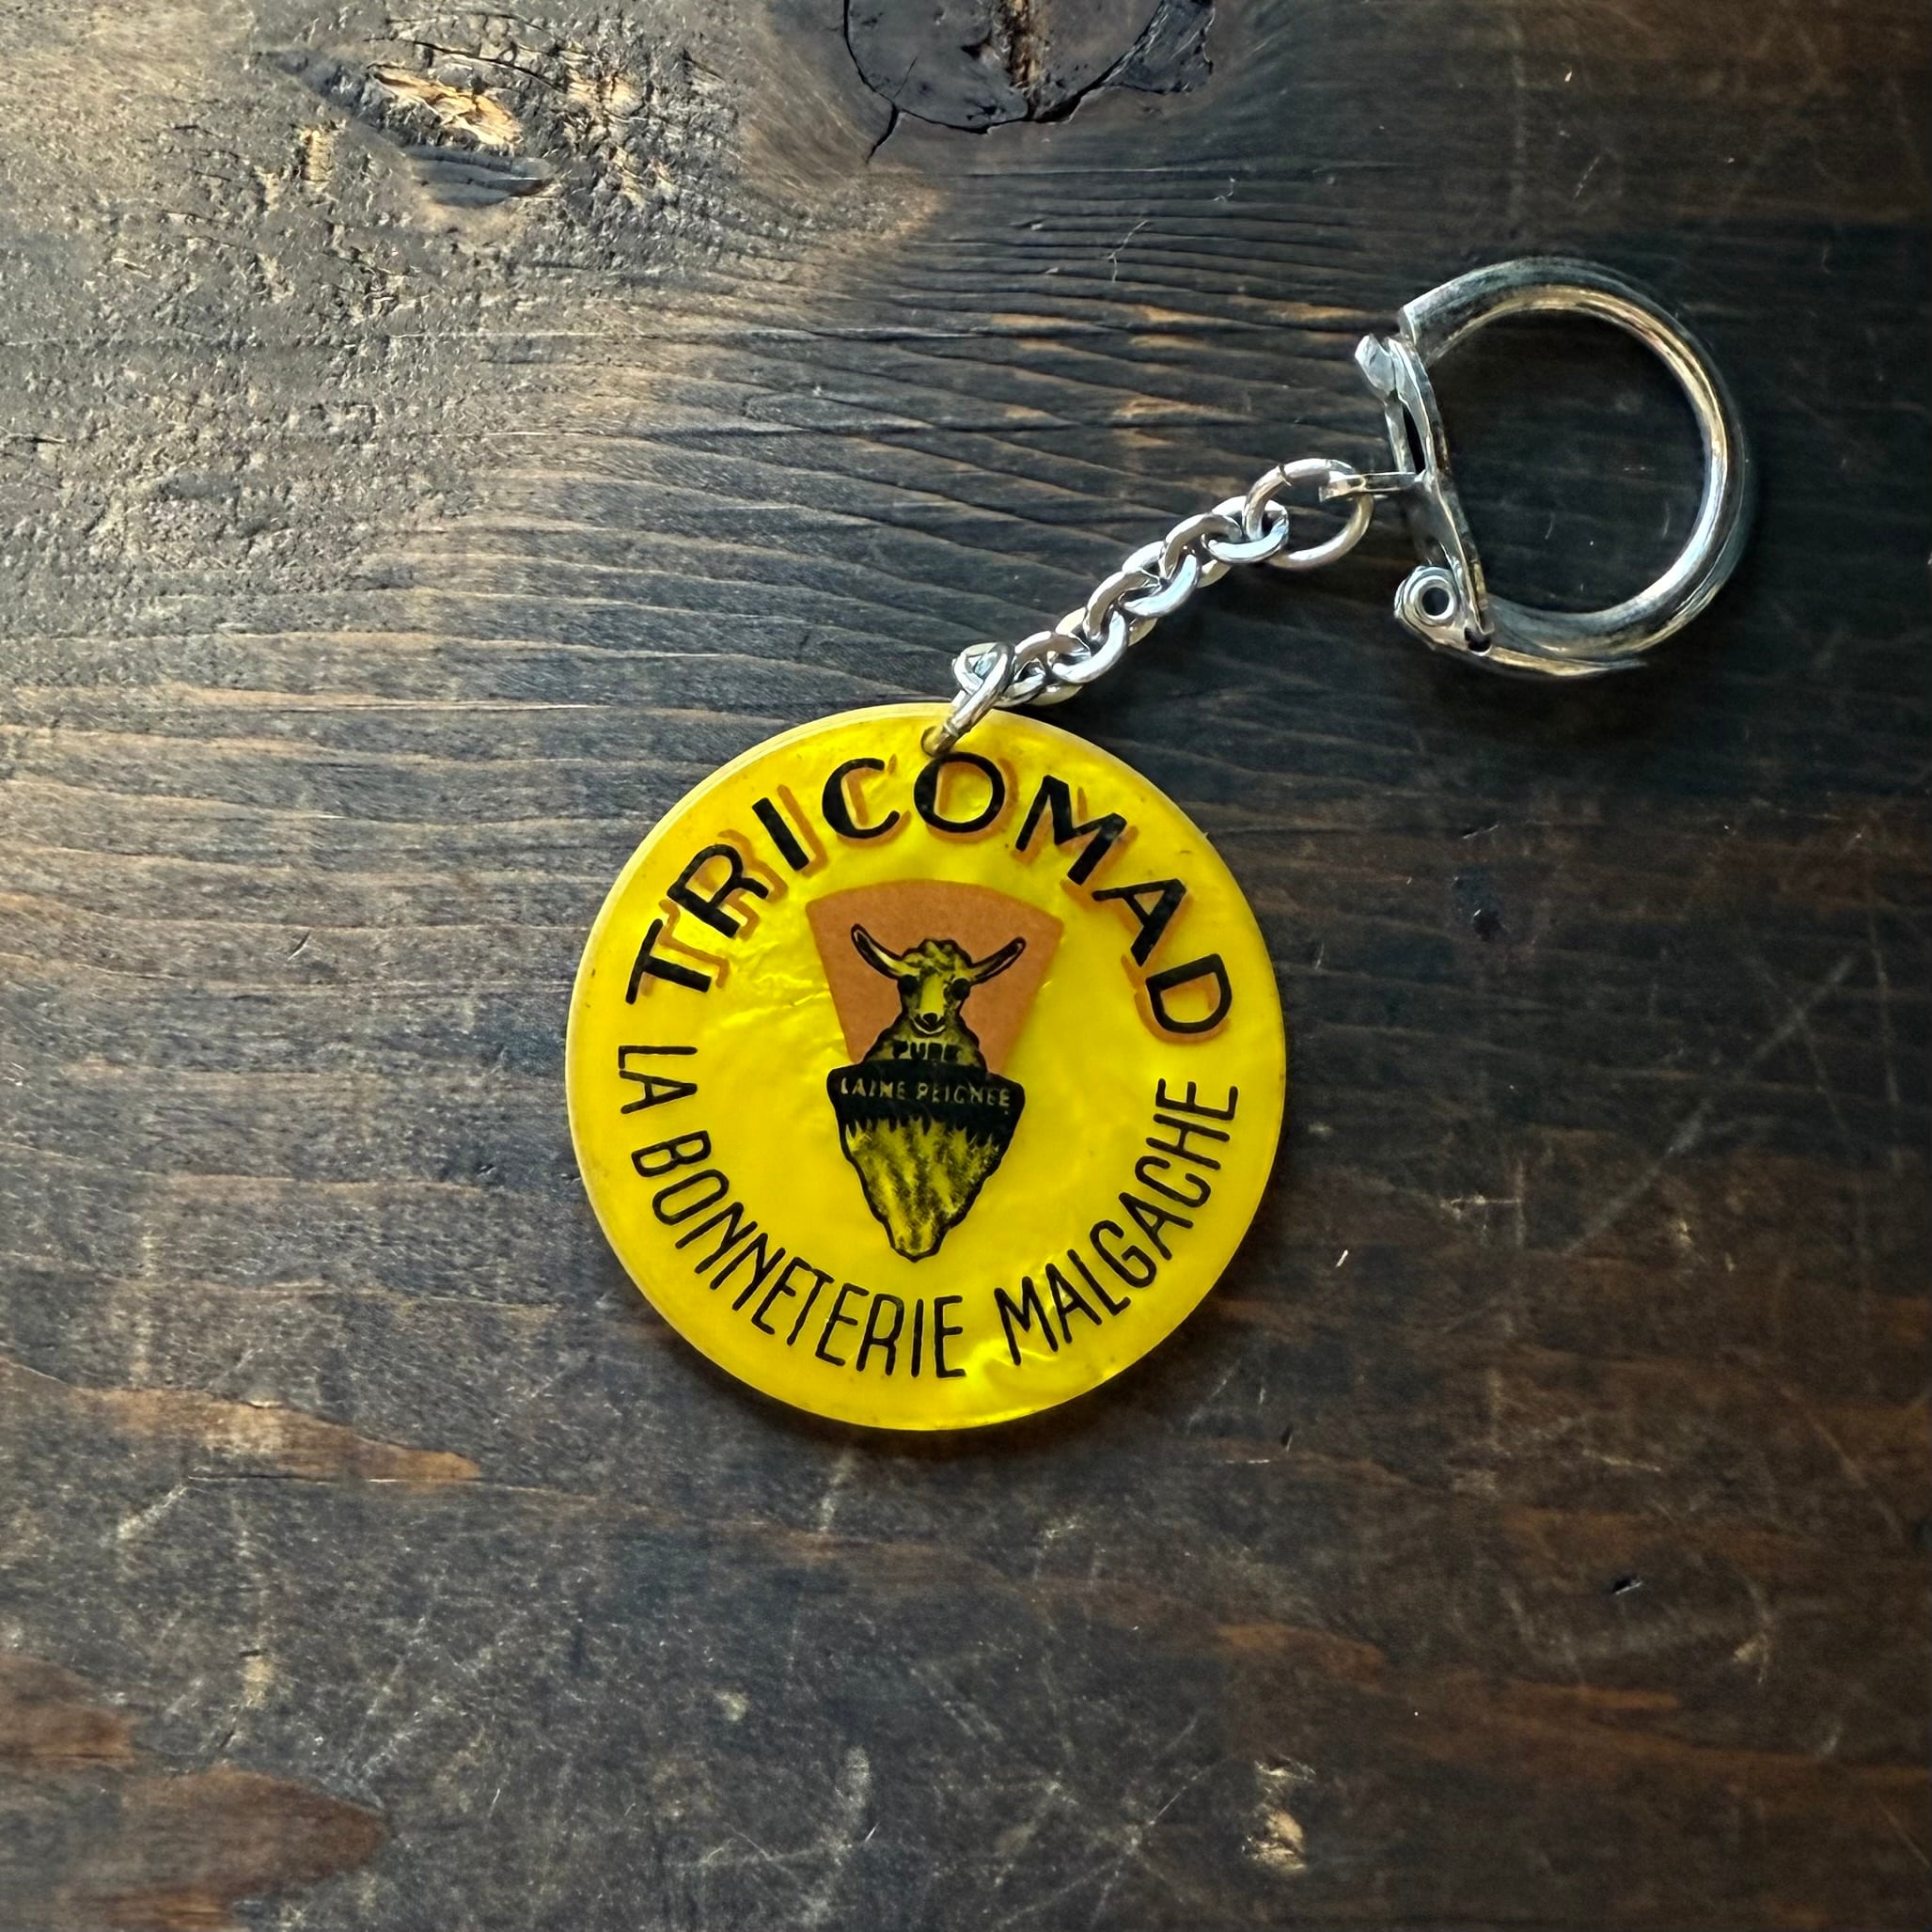 TRICOMAD
PURE
LAINE PEIGNEE
LA BONNETERIE MALGACHE